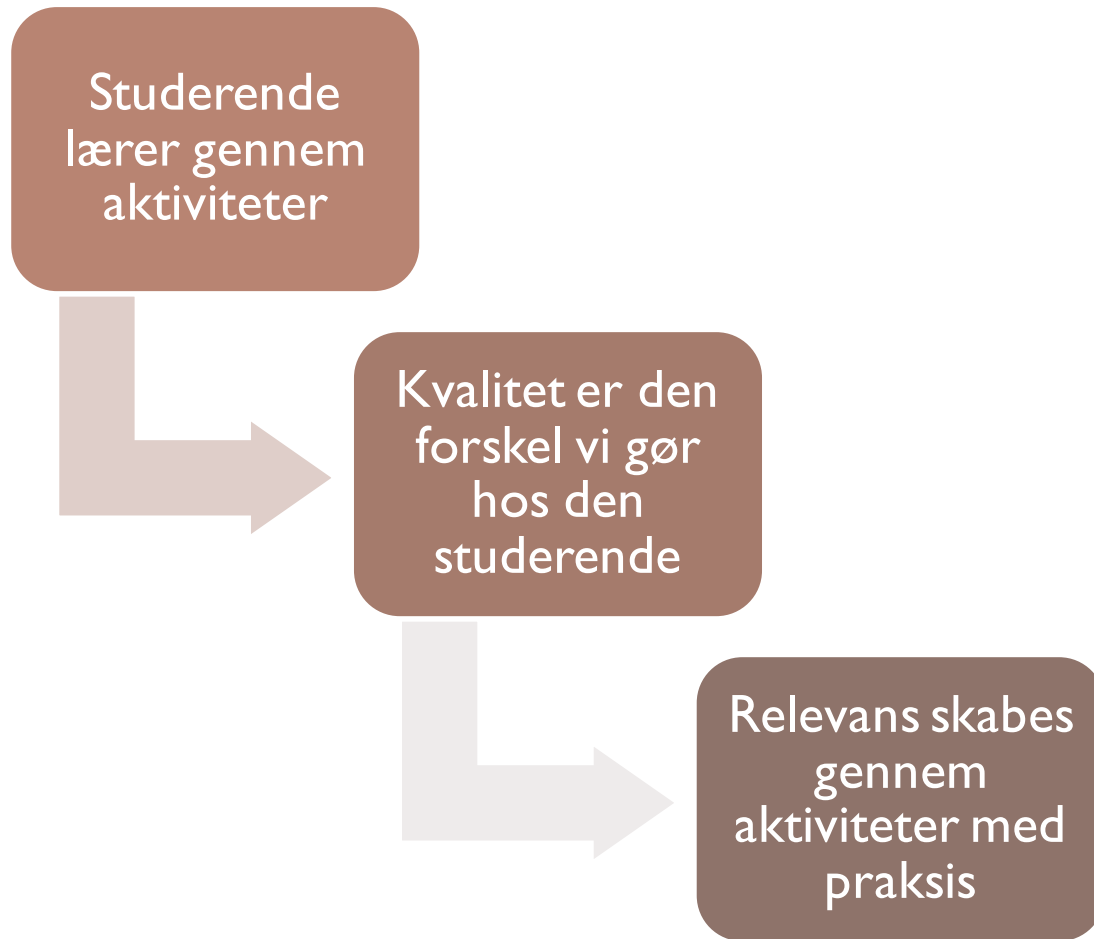 Studerende
lærer gennem
aktiviteter
Kvalitet er den
forskel vi gør
hos den
studerende
Relevans skabes
gennem
aktiviteter med
praksis